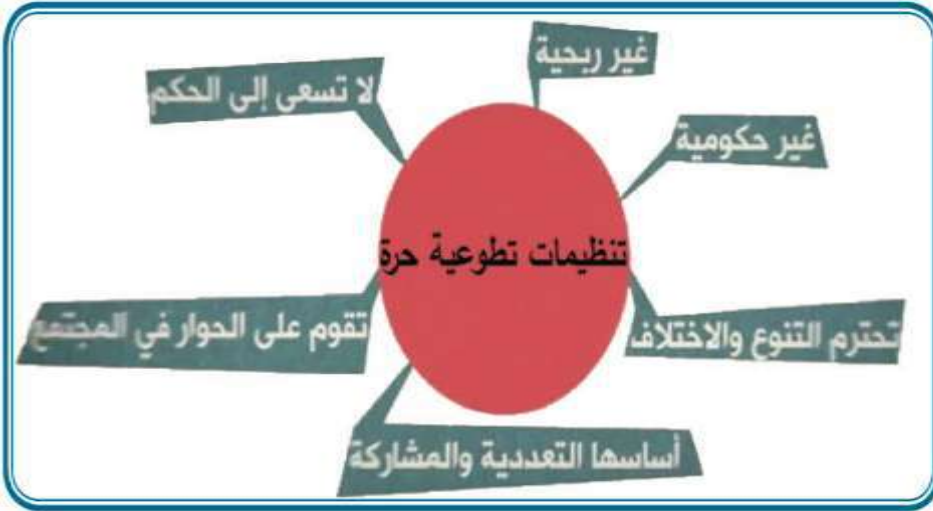 غير ربحية
لا تسعى إلى الحكم
غير حكومية
تنظيمات تطوعية حرة
تقوم على الحوار في المجتمع
تحترم التنوع والاختلاف
أساسها التعددية والمشاركة